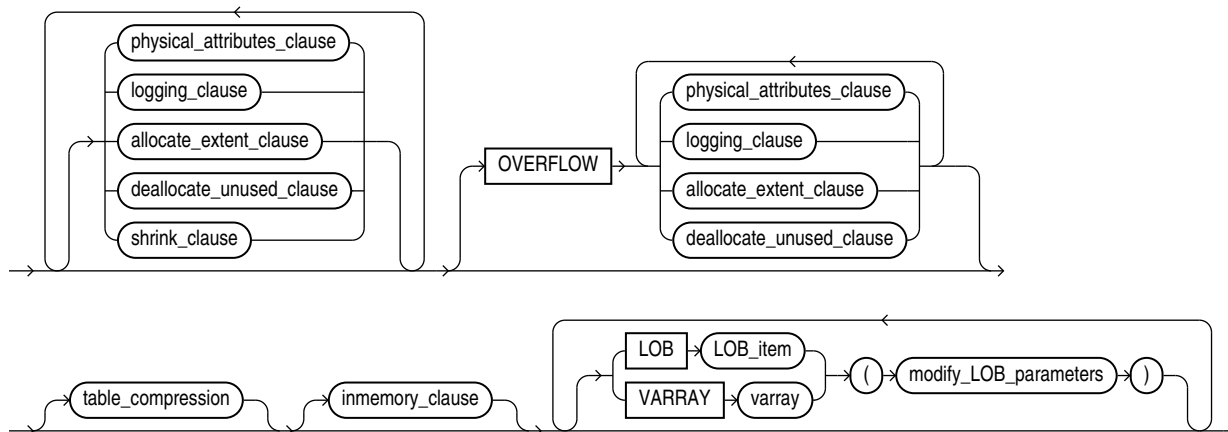 physical_attributes_clause
logging_clause
allocate_extent_clause
deallocate_unused_clause
shrink_clause
OVERFLOW
physical_attributes_clause
logging_clause
allocate_extent_clause
deallocate_unused_clause
table_compression
inmemory_clause
LOB LOB_item
VARRAY varray
( modify_LOB_parameters )